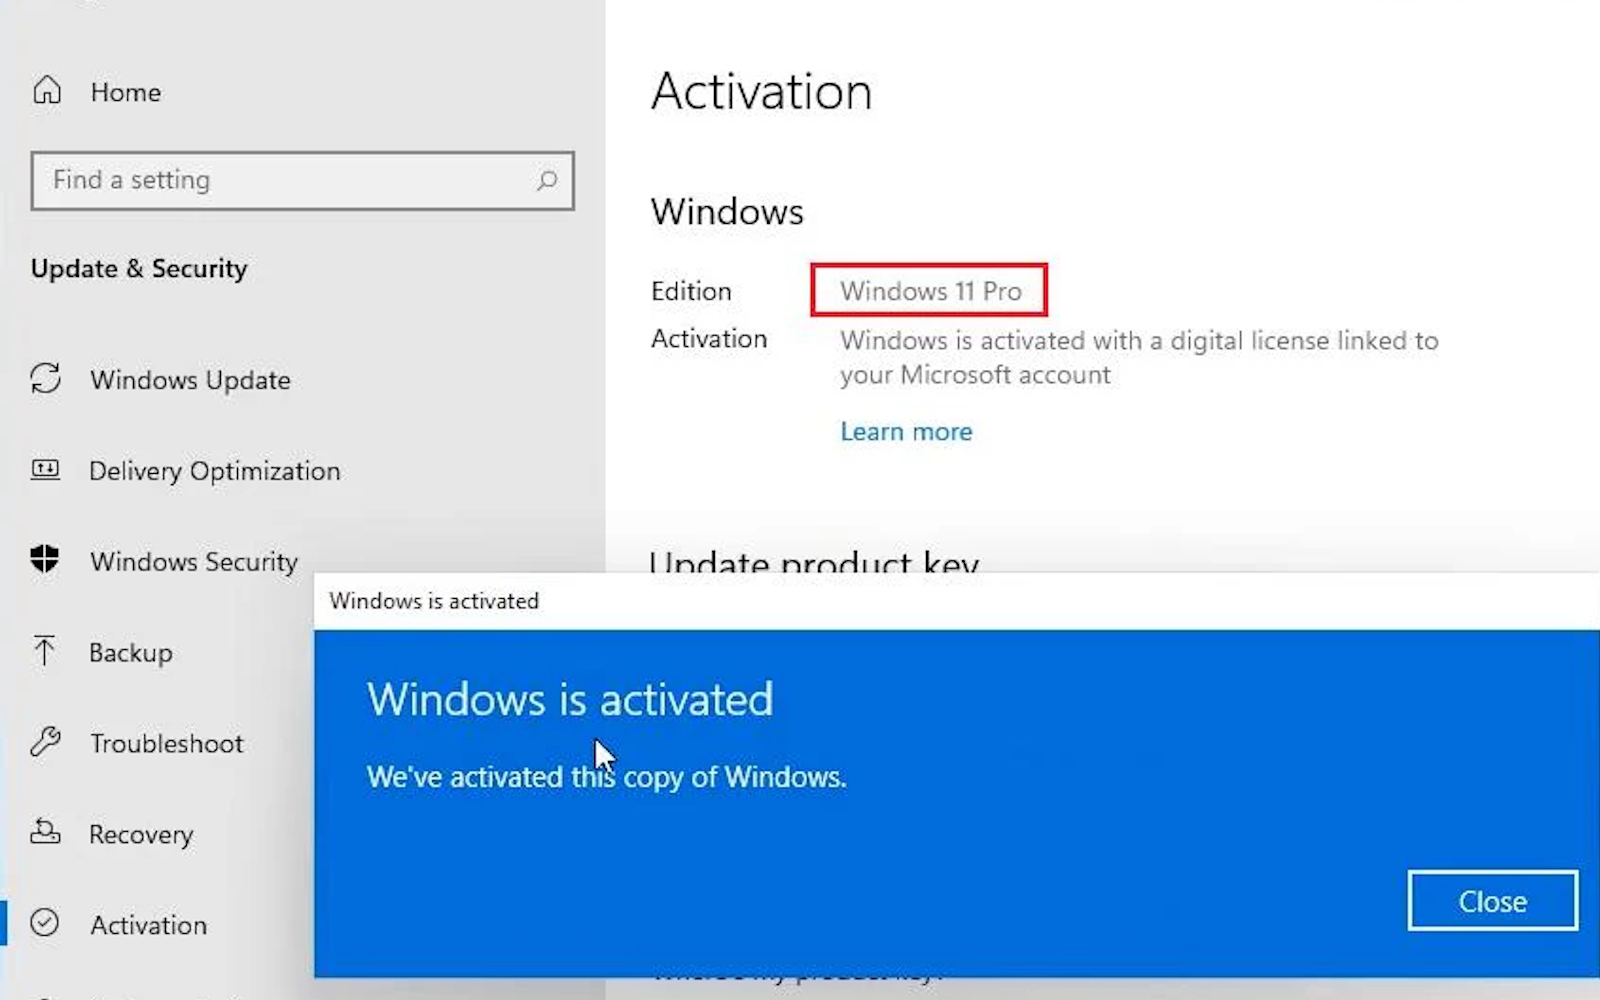 Home
Find a setting
Update & Security
Windows Update
Delivery Optimization
Windows Security
Backup
Troubleshoot
Recovery
Activation
Activation
Windows
Edition
Windows 11 Pro
Activation
Windows is activated with a digital license linked to
your Microsoft account
Learn more
Update product key
Windows is activated
Windows is activated
We've activated this copy of Windows.
Close